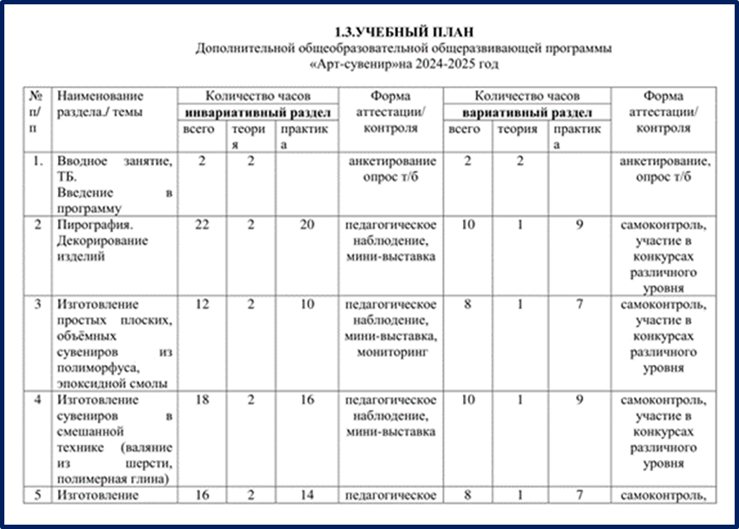 1.3.УЧЕБНЫЙ ПЛАН
Дополнительной общеобразовательной общеразвивающей программы
«Арт-сувенир»на 2024-2025 год
№ п/п | Наименование раздела./ темы | Количество часов | Форма аттестации/ контроля | Количество часов | Форма аттестации/ контроля
инвариативный раздел | вариативный раздел
всего | теория | практика | всего | теория | практика
1. | Вводное занятие, ТБ. Введение в программу | 2 | 2 | | анкетирование опрос т/б | 2 | 2 | | анкетирование, опрос т/б
2 | Пирография. Декорирование изделий | 22 | 2 | 20 | педагогическое наблюдение, мини-выставка | 10 | 1 | 9 | самоконтроль, участие в конкурсах различного уровня
3 | Изготовление простых плоских, объёмных сувениров из полиморфуса, эпоксидной смолы | 12 | 2 | 10 | педагогическое наблюдение, мини-выставка, мониторинг | 8 | 1 | 7 | самоконтроль, участие в конкурсах различного уровня
4 | Изготовление сувениров в смешанной технике (валяние из шерсти, полимерная глина) | 18 | 2 | 16 | педагогическое наблюдение, мини-выставка | 10 | 1 | 9 | самоконтроль, участие в конкурсах различного уровня
5 | Изготовление | 16 | 2 | 14 | педагогическое | 8 | 1 | 7 | самоконтроль,